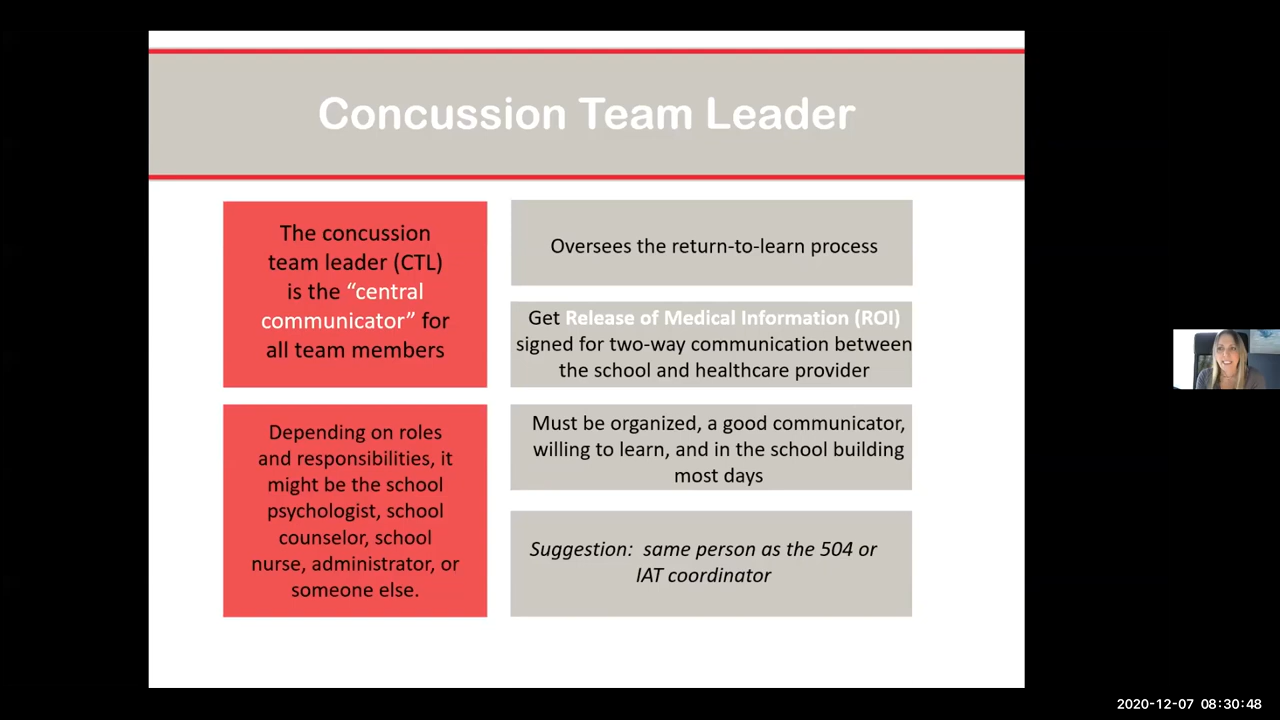 Concussion Team Leader
The concussion
team leader (CTL)
is the “central
communicator” for
all team members
Depending on roles
and responsibilities, it
might be the school
psychologist, school
counselor, school
nurse, administrator, or
someone else.
Oversees the return-to-learn process
Get Release of Medical Information (ROI)
signed for two-way communication between
the school and healthcare provider
Must be organized, a good communicator,
willing to learn, and in the school building
most days
Suggestion:  same person as the 504 or
IAT coordinator
2020-12-07 08:30:48